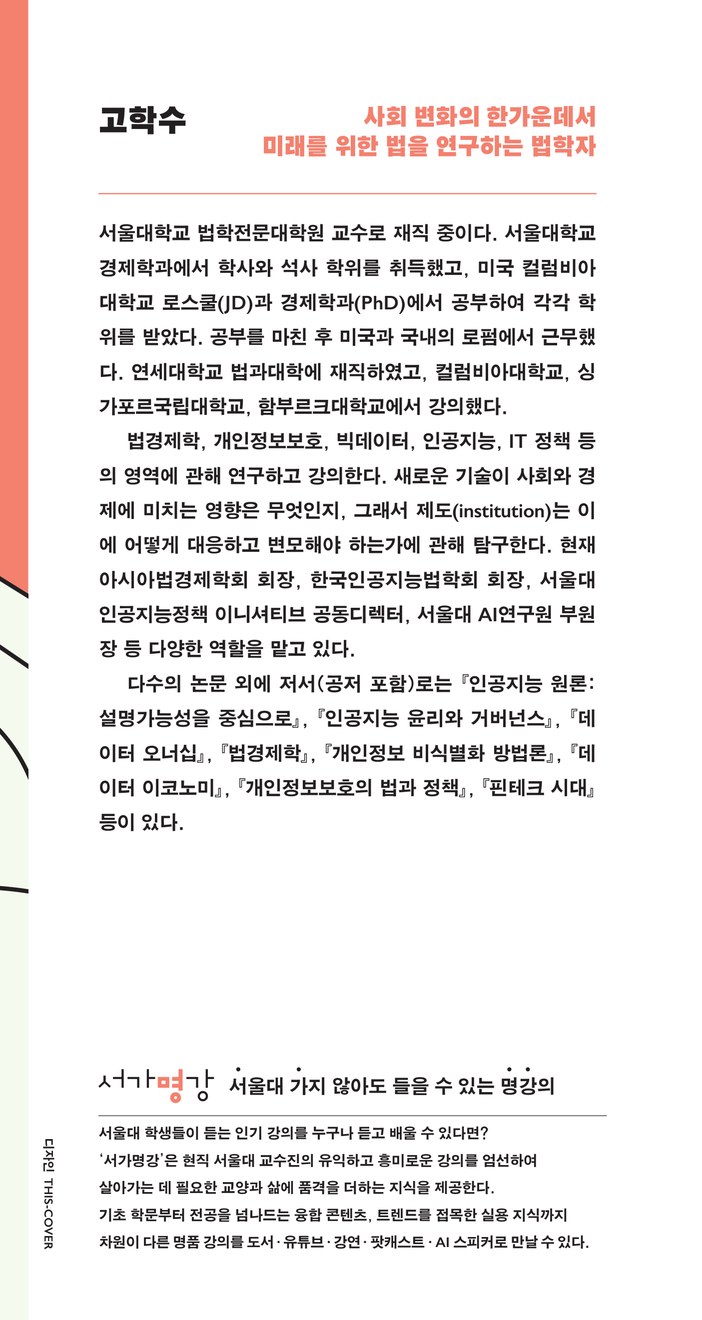 고학수
사회 변화의 한가운데서
미래를 위한 법을 연구하는 법학자
서울대학교 법학전문대학원 교수로 재직 중이다. 서울대학교
경제학과에서 학사와 석사 학위를 취득했고, 미국 컬럼비아
대학교 로스쿨(JD)과 경제학과(PhD)에서 공부하여 각각 학
위를 받았다. 공부를 마친 후 미국과 국내의 로펌에서 근무했
다. 연세대학교 법과대학에 재직하였고, 컬럼비아대학교, 싱
가포르국립대학교, 함부르크대학교에서 강의했다.
법경제학, 개인정보보호, 빅데이터, 인공지능, IT 정책 등
의 영역에 관해 연구하고 강의한다. 새로운 기술이 사회와 경
제에 미치는 영향은 무엇인지, 그래서 제도(institution)는 이
에 어떻게 대응하고 변모해야 하는가에 관해 탐구한다. 현재
아시아법경제학회 회장, 한국인공지능법학회 회장, 서울대
인공지능정책 이니셔티브 공동디렉터, 서울대 AI연구원 부원
장 등 다양한 역할을 맡고 있다.
다수의 논문 외에 저서(공저 포함)로는 『인공지능 원론:
설명가능성을 중심으로』, 『인공지능 윤리와 거버넌스』, 『데
이터 오너십』, 『법경제학』, 『개인정보 비식별화 방법론』, 『데
이터 이코노미』, 『개인정보보호의 법과 정책』, 『핀테크 시대』
등이 있다.
서가명강 서울대 가지 않아도 들을 수 있는 명강의
서울대 학생들이 듣는 인기 강의를 누구나 듣고 배울 수 있다면?
‘서가명강’은 현직 서울대 교수진의 유익하고 흥미로운 강의를 엄선하여
살아가는 데 필요한 교양과 삶에 품격을 더하는 지식을 제공한다.
기초 학문부터 전공을 넘나드는 융합 콘텐츠, 트렌드를 접목한 실용 지식까지
차원이 다른 명품 강의를 도서·유튜브·강연·팟캐스트·AI 스피커로 만날 수 있다.
디자인 THIS-COVER